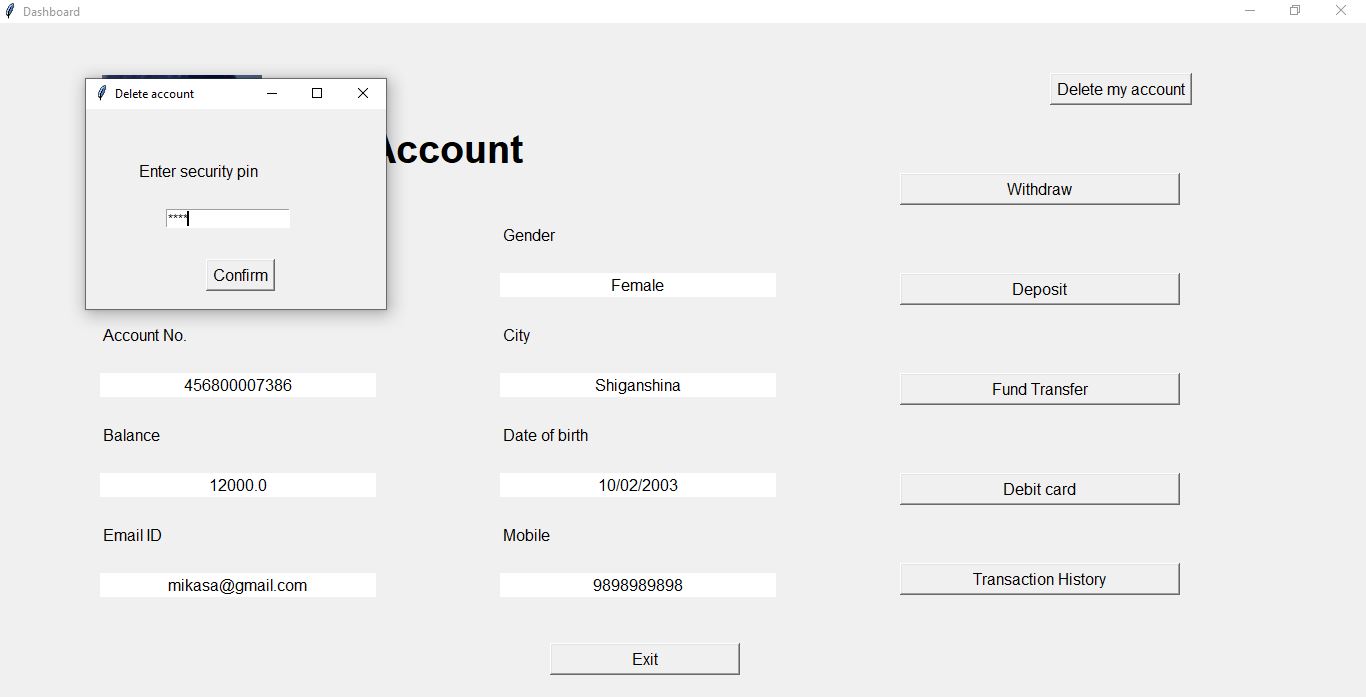 Dashboard
Delete account
Enter security pin
****
Confirm
Delete my account
Account
Withdraw
Gender
Female
Deposit
Account No.
City
456800007386
Shiganshina
Fund Transfer
Balance
Date of birth
12000.0
10/02/2003
Debit card
Email ID
Mobile
mikasa@gmail.com
9898989898
Transaction History
Exit